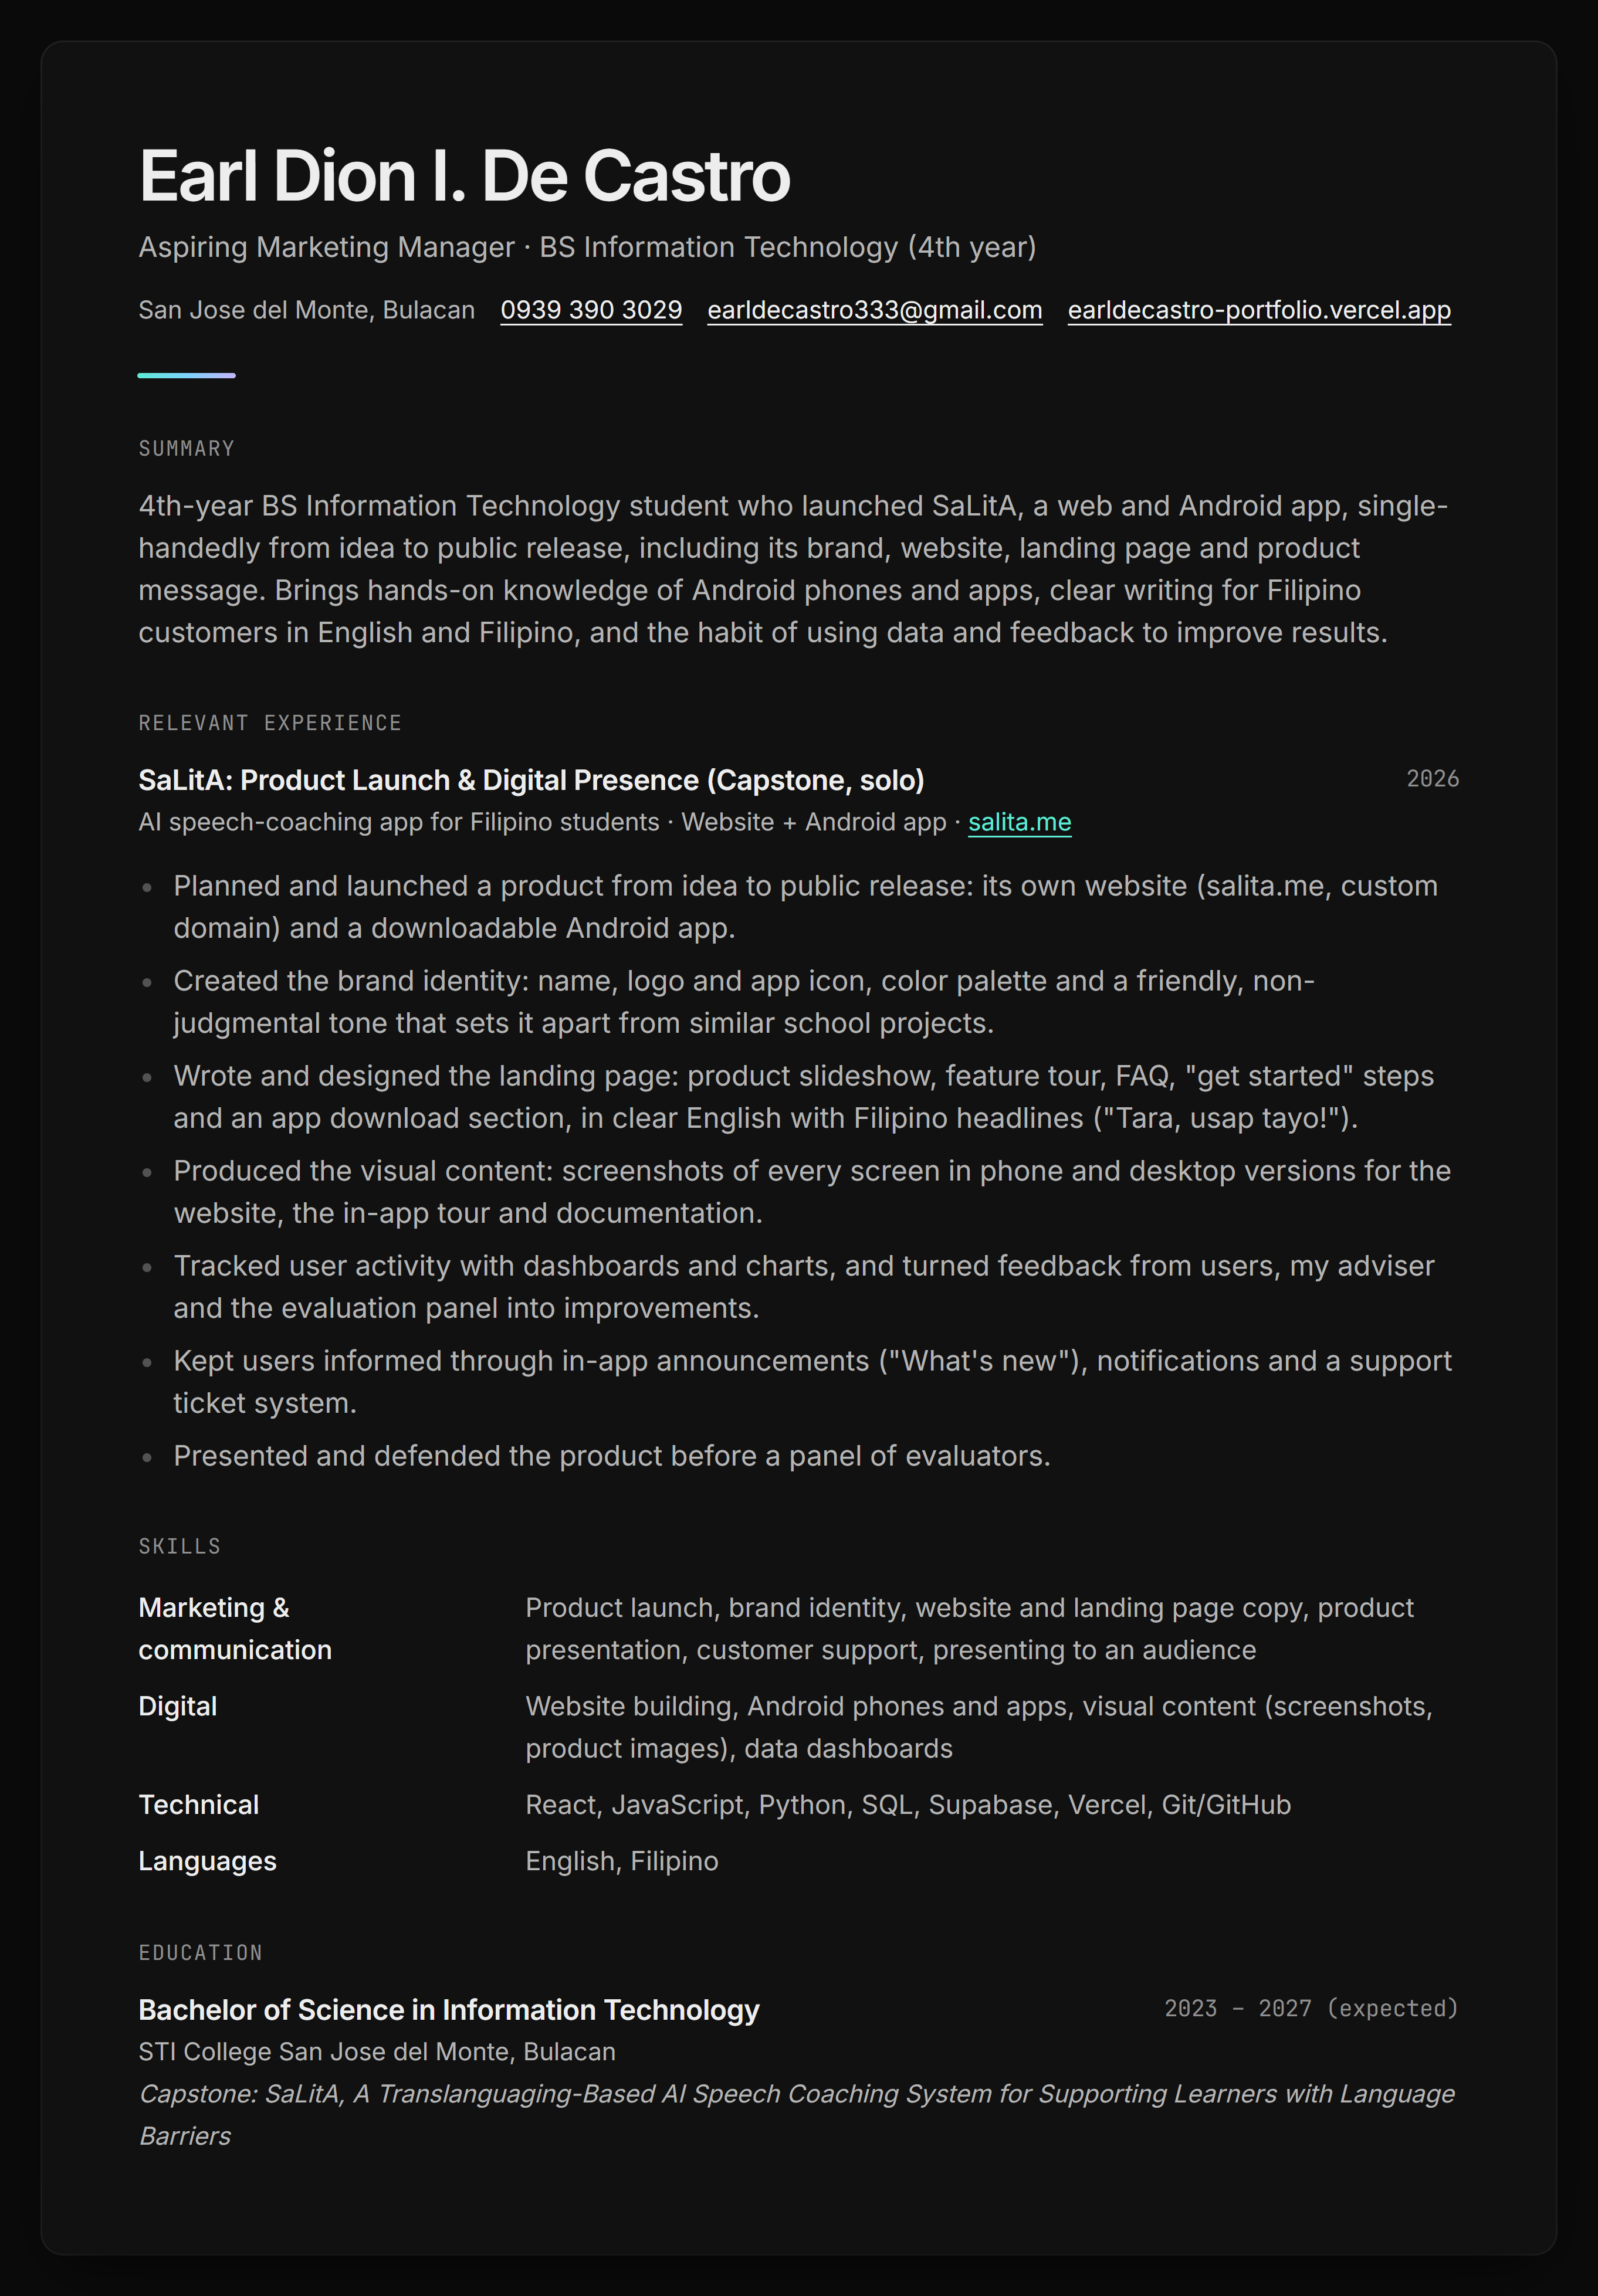 Earl Dion I. De Castro
Aspiring Marketing Manager · BS Information Technology (4th year)
San Jose del Monte, Bulacan 0939 390 3029 earldecastro333@gmail.com earldecastro-portfolio.vercel.app
SUMMARY
4th-year BS Information Technology student who launched SaLitA, a web and Android app, single-
handedly from idea to public release, including its brand, website, landing page and product
message. Brings hands-on knowledge of Android phones and apps, clear writing for Filipino
customers in English and Filipino, and the habit of using data and feedback to improve results.
RELEVANT EXPERIENCE
SaLitA: Product Launch & Digital Presence (Capstone, solo) 2026
AI speech-coaching app for Filipino students · Website + Android app · salita.me
• Planned and launched a product from idea to public release: its own website (salita.me, custom
domain) and a downloadable Android app.
• Created the brand identity: name, logo and app icon, color palette and a friendly, non-
judgmental tone that sets it apart from similar school projects.
• Wrote and designed the landing page: product slideshow, feature tour, FAQ, "get started" steps
and an app download section, in clear English with Filipino headlines ("Tara, usap tayo!").
• Produced the visual content: screenshots of every screen in phone and desktop versions for the
website, the in-app tour and documentation.
• Tracked user activity with dashboards and charts, and turned feedback from users, my adviser
and the evaluation panel into improvements.
• Kept users informed through in-app announcements ("What's new"), notifications and a support
ticket system.
• Presented and defended the product before a panel of evaluators.
SKILLS
Marketing & communication
Product launch, brand identity, website and landing page copy, product
presentation, customer support, presenting to an audience
Digital
Website building, Android phones and apps, visual content (screenshots,
product images), data dashboards
Technical
React, JavaScript, Python, SQL, Supabase, Vercel, Git/GitHub
Languages
English, Filipino
EDUCATION
Bachelor of Science in Information Technology 2023 – 2027 (expected)
STI College San Jose del Monte, Bulacan
Capstone: SaLitA, A Translanguaging-Based AI Speech Coaching System for Supporting Learners with Language
Barriers